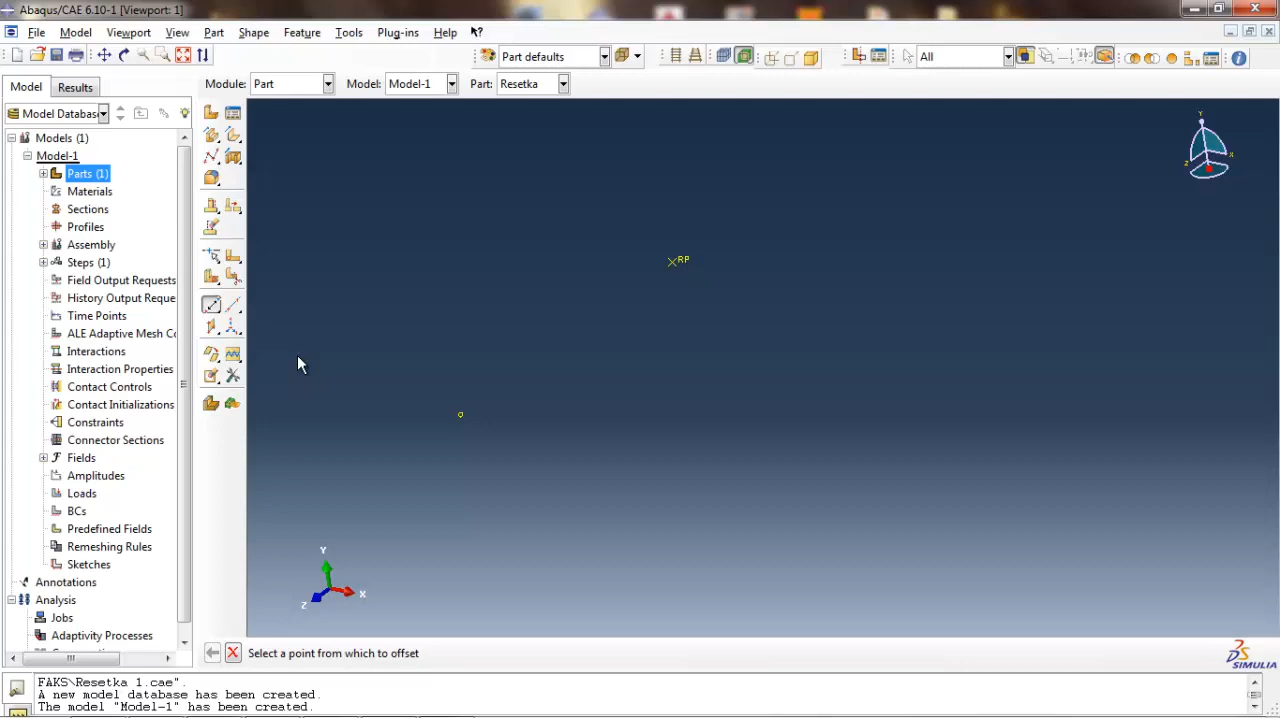 Abaqus/CAE 6.10-1 [Viewport: 1]
File Model Viewport View Part Shape Feature Tools Plug-ins Help
Part defaults All
Model Results Module: Part Model: Model-1 Part: Resetka
Model Databas
Models (1)
Model-1
Parts (1)
Materials
Sections
Profiles
Assembly
Steps (1)
Field Output Requests
History Output Reque
Time Points
ALE Adaptive Mesh Co
Interactions
Interaction Properties
Contact Controls
Contact Initializations
Constraints
Connector Sections
Fields
Amplitudes
Loads
BCs
Predefined Fields
Remeshing Rules
Sketches
Annotations
Analysis
Jobs
Adaptivity Processes
Y
Z X
RP
Y
X
Z
Select a point from which to offset
SIMULIA
FAKS\Resetka 1.cae".
A new model database has been created.
The model "Model-1" has been created.